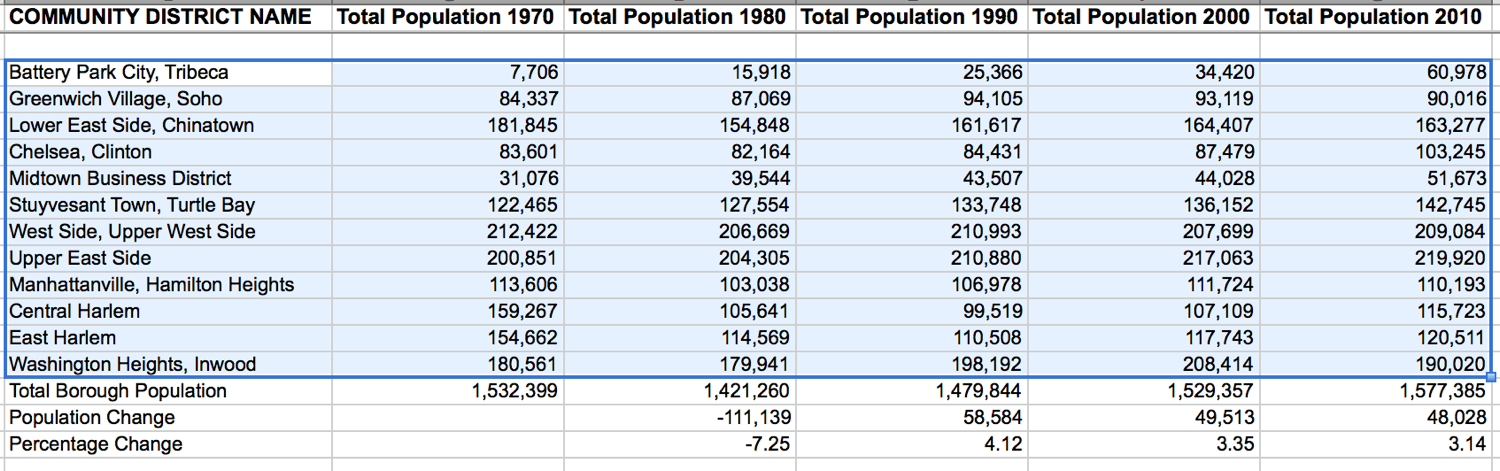 COMMUNITY DISTRICT NAME Total Population 1970 Total Population 1980 Total Population 1990 Total Population 2000 Total Population 2010
Battery Park City, Tribeca 7,706 15,918 25,366 34,420 60,978
Greenwich Village, Soho 84,337 87,069 94,105 93,119 90,016
Lower East Side, Chinatown 181,845 154,848 161,617 164,407 163,277
Chelsea, Clinton 83,601 82,164 84,431 87,479 103,245
Midtown Business District 31,076 39,544 43,507 44,028 51,673
Stuyvesant Town, Turtle Bay 122,465 127,554 133,748 136,152 142,745
West Side, Upper West Side 212,422 206,669 210,993 207,699 209,084
Upper East Side 200,851 204,305 210,880 217,063 219,920
Manhattanville, Hamilton Heights 113,606 103,038 106,978 111,724 110,193
Central Harlem 159,267 105,641 99,519 107,109 115,723
East Harlem 154,662 114,569 110,508 117,743 120,511
Washington Heights, Inwood 180,561 179,941 198,192 208,414 190,020
Total Borough Population 1,532,399 1,421,260 1,479,844 1,529,357 1,577,385
Population Change -111,139 58,584 49,513 48,028
Percentage Change -7.25 4.12 3.35 3.14